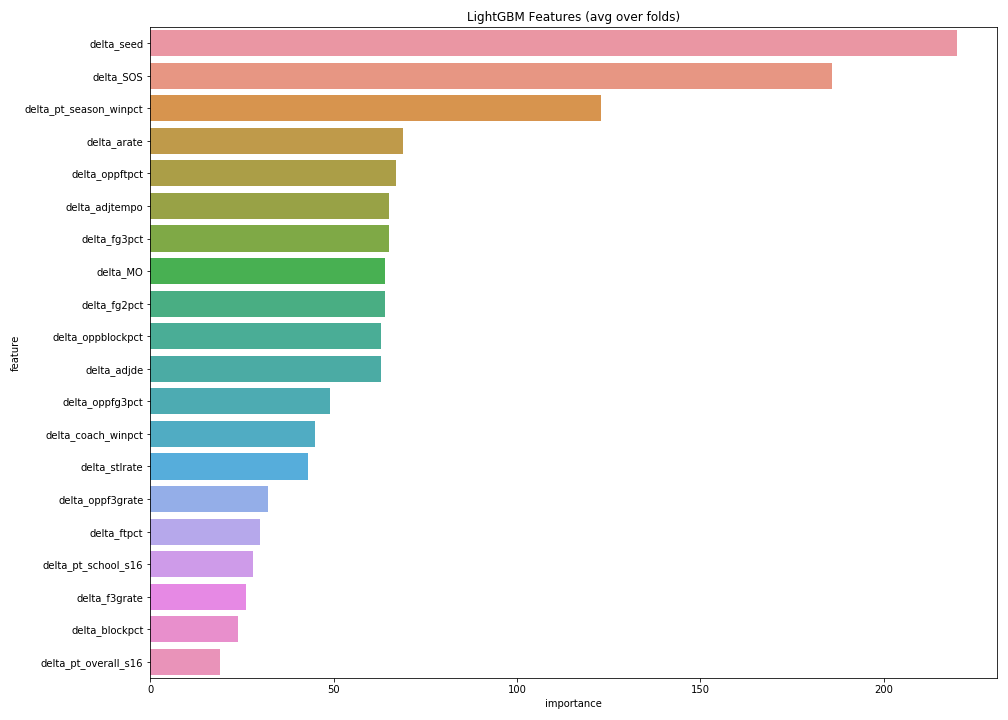 LightGBM Features (avg over folds)
delta_seed
delta_SOS
delta_pt_season_winpct
delta_arate
delta_oppftpct
delta_adjtempo
delta_fg3pct
delta_MO
delta_fg2pct
delta_oppblockpct
delta_adjde
delta_oppfg3pct
delta_coach_winpct
delta_stlrate
delta_oppf3grate
delta_ftpct
delta_pt_school_s16
delta_f3grate
delta_blockpct
delta_pt_overall_s16
feature
0 50 100 150 200
importance